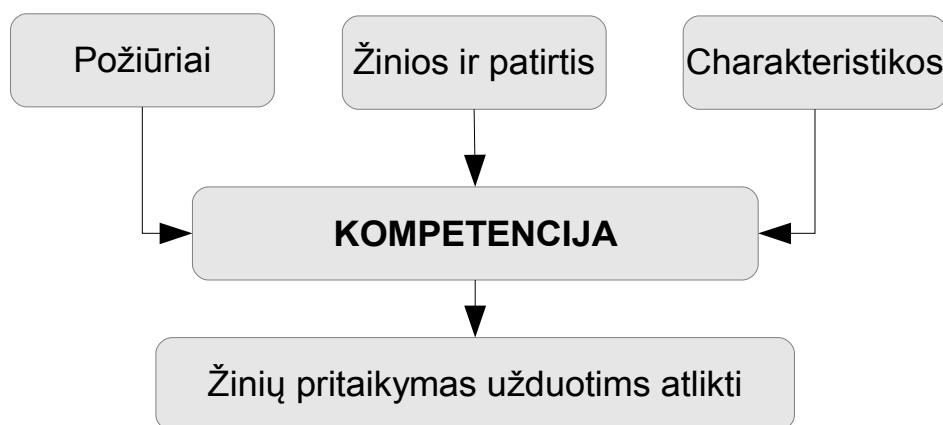 Požiūriai
Žinios ir patirtis
Charakteristikos
KOMPETENCIJA
Žinių pritaikymas užduotims atlikti